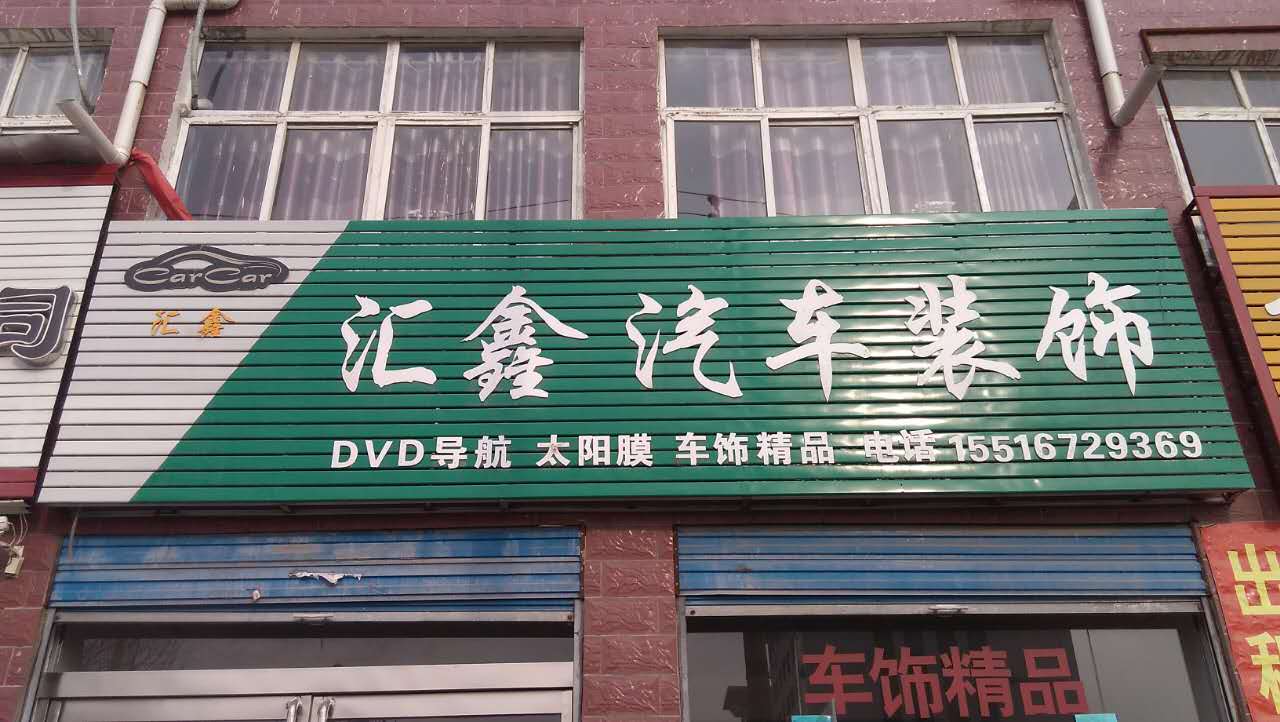 司
CarCar
汇鑫
汇鑫汽车装饰
DVD导航 太阳膜 车饰精品 电话15516729369
车饰精品
出